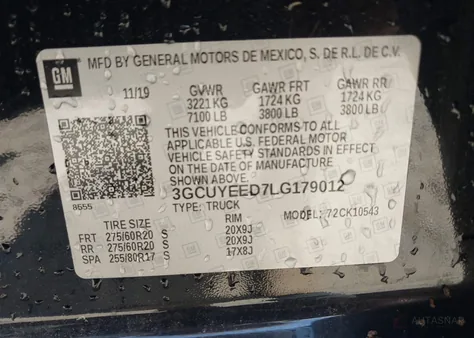 GM
MFD BY GENERAL MOTORS DE MEXICO, S. DE R.L. DE C.V.
11/19 GVWR GAWR FRT GAWR RR
3221 KG 1724 KG 1724 KG
7100 LB 3800 LB 3800 LB
THIS VEHICLE CONFORMS TO ALL
APPLICABLE U.S. FEDERAL MOTOR
VEHICLE SAFETY STANDARDS IN EFFECT
ON THE DATE OF MANUFACTURE
SHOWN ABOVE.
3GCUYEED7LG179012
8655 TYPE: TRUCK MODEL: 72CK10543
TIRE SIZE RIM
FRT 275/60R20 S 20X9J
RR 275/60R20 S 20X9J
SPA 255/80R17 S 17X8J
AUTASNAP